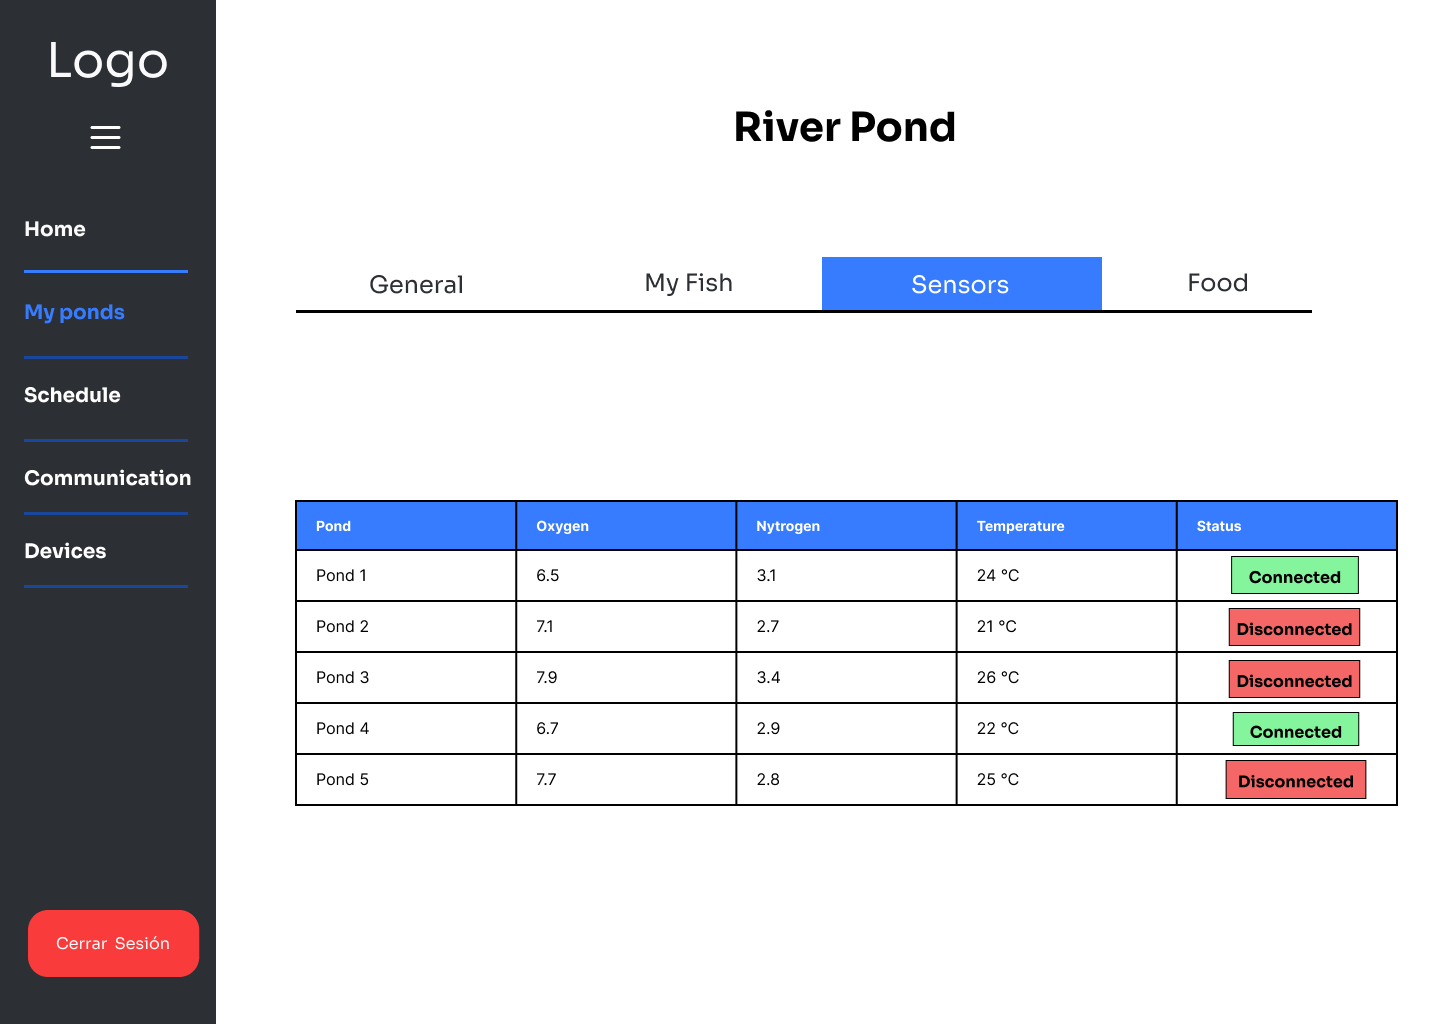 Logo
Home
My ponds
Schedule
Communication
Devices
Cerrar Sesión
River Pond
General My Fish Sensors Food
Pond Oxygen Nytrogen Temperature Status
Pond 1 6.5 3.1 24 °C Connected
Pond 2 7.1 2.7 21 °C Disconnected
Pond 3 7.9 3.4 26 °C Disconnected
Pond 4 6.7 2.9 22 °C Connected
Pond 5 7.7 2.8 25 °C Disconnected